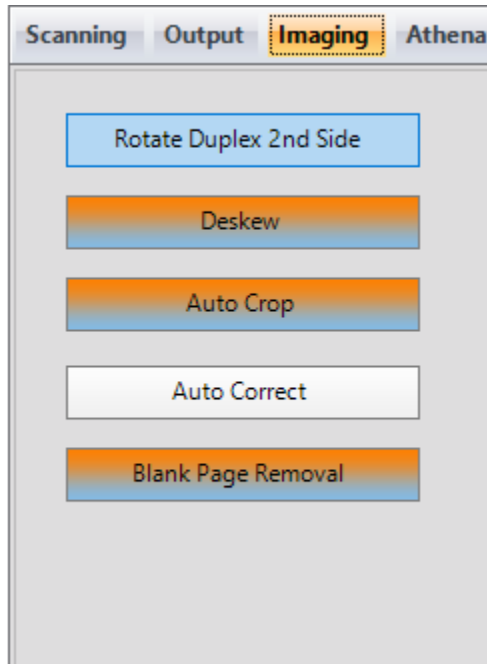 Scanning Output Imaging Athena
Rotate Duplex 2nd Side
Deskew
Auto Crop
Auto Correct
Blank Page Removal